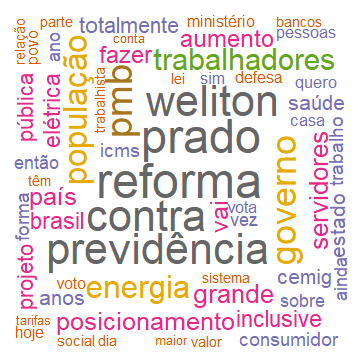 parte ministério bancos
relação povo ano totalmente conta aumento pessoas
fazer lei sim defesa quero
pública elétrica população trabalhista pmb trabalhadores
weliton saúde
icms prado casa
então reforma governo servidores estado trabalho
têm
país forma contra vai vota
brasil vez
previdência ainda
projeto energia sistema cemig
voto anos grande sobre
tarifas posicionamento inclusive
hoje social dia maior valor consumidor